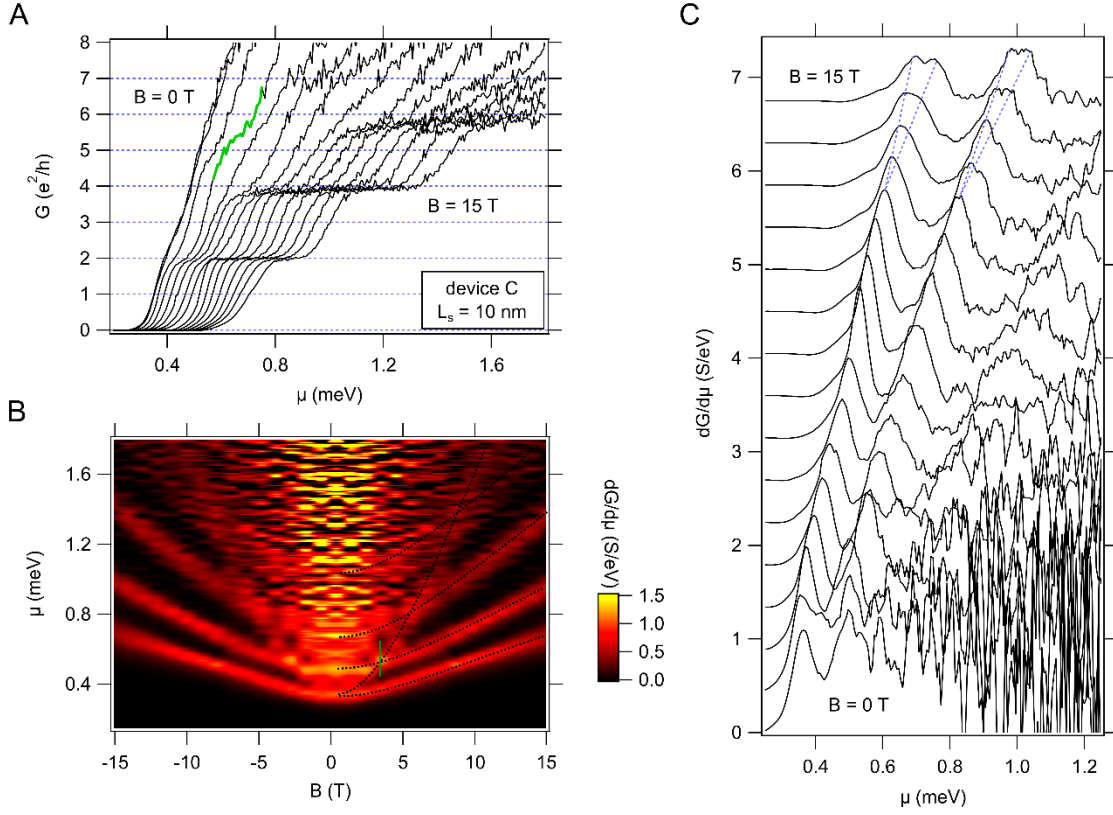 A
G (e²/h)
8
7
6
5
4
3
2
1
0
B = 0 T
B = 15 T
device C
Lₛ = 10 nm
0.4
0.8
1.2
1.6
μ (meV)
B
μ (meV)
1.6
1.2
0.8
0.4
-15
-10
-5
0
5
10
15
B (T)
dG/dμ (S/eV)
1.5
1.0
0.5
0.0
C
dG/dμ (S/eV)
7
6
5
4
3
2
1
0
B = 15 T
B = 0 T
0.4
0.6
0.8
1.0
1.2
μ (meV)